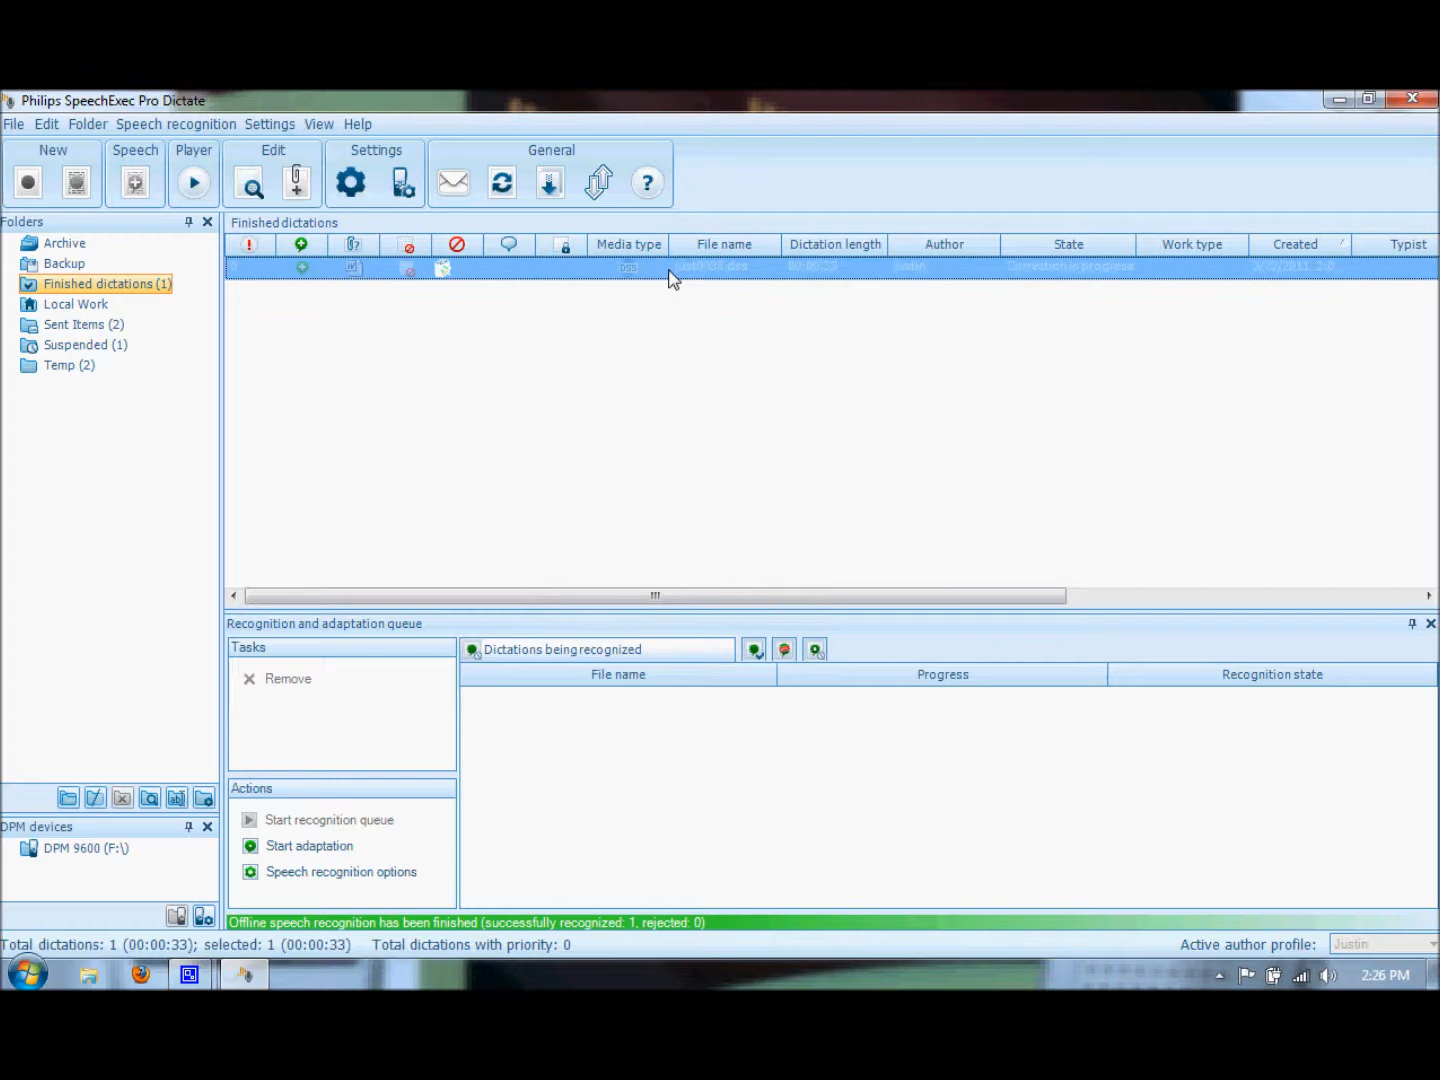 Philips SpeechExec Pro Dictate
File Edit Folder Speech recognition Settings View Help
New Speech Player Edit Settings General
Folders
Finished dictations
Media type File name Dictation length Author State Work type Created Typist
DSS Correction in progress
Archive
Backup
Finished dictations (1)
Local Work
Sent Items (2)
Suspended (1)
Temp (2)
Recognition and adaptation queue
Tasks
Remove
Dictations being recognized
File name Progress Recognition state
Actions
Start recognition queue
Start adaptation
Speech recognition options
DPM devices
DPM 9600 (F:\)
Offline speech recognition has been finished (successfully recognized: 1, rejected: 0)
Total dictations: 1 (00:00:33); selected: 1 (00:00:33) Total dictations with priority: 0
Active author profile: Justin
2:26 PM